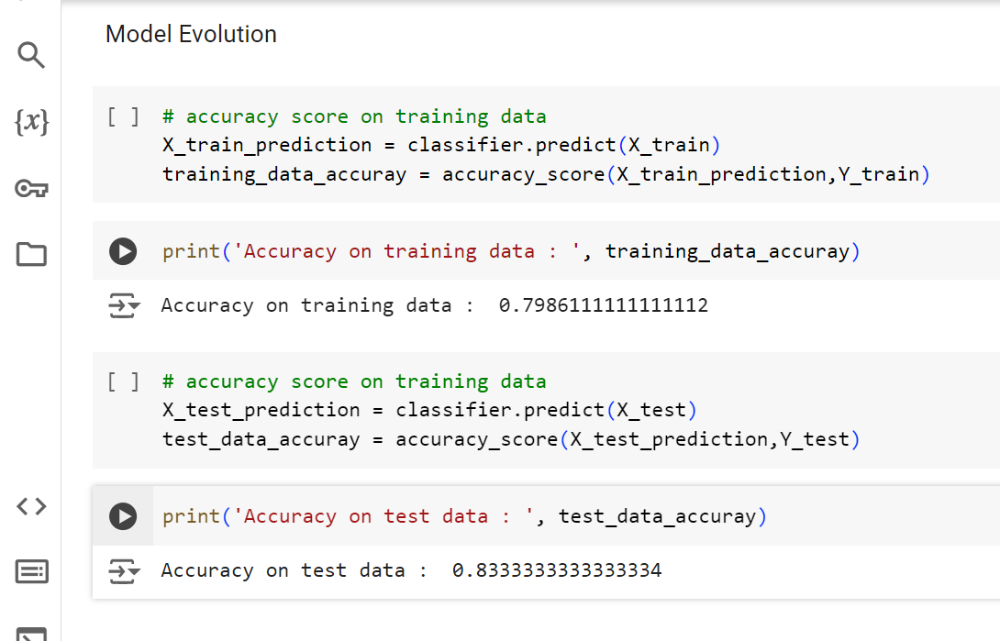 Model Evolution
{x}
[ ] # accuracy score on training data
X_train_prediction = classifier.predict(X_train)
training_data_accuray = accuracy_score(X_train_prediction,Y_train)
print('Accuracy on training data : ', training_data_accuray)
Accuracy on training data :  0.7986111111111112
[ ] # accuracy score on training data
X_test_prediction = classifier.predict(X_test)
test_data_accuray = accuracy_score(X_test_prediction,Y_test)
print('Accuracy on test data : ', test_data_accuray)
Accuracy on test data :  0.8333333333333334